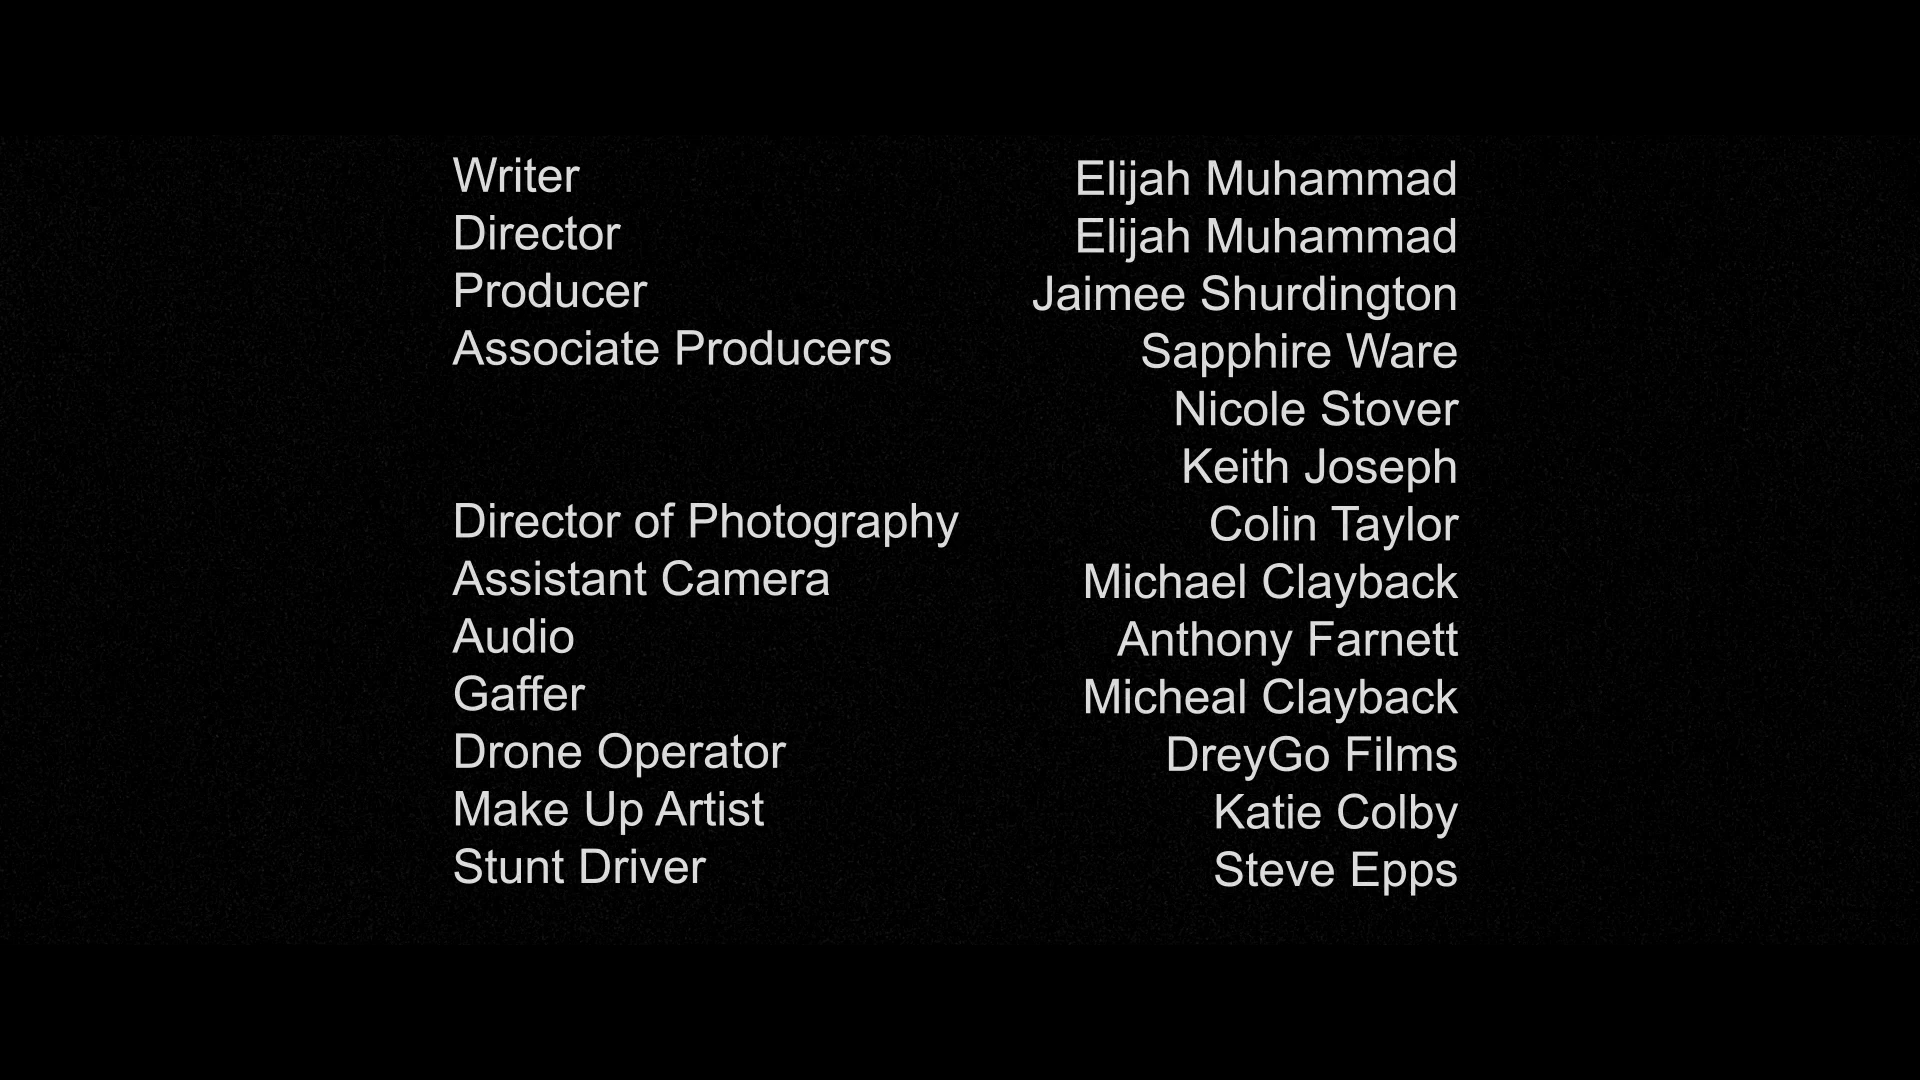 Writer Elijah Muhammad
Director Elijah Muhammad
Producer Jaimee Shurdington
Associate Producers Sapphire Ware
Nicole Stover
Keith Joseph
Director of Photography Colin Taylor
Assistant Camera Michael Clayback
Audio Anthony Farnett
Gaffer Micheal Clayback
Drone Operator DreyGo Films
Make Up Artist Katie Colby
Stunt Driver Steve Epps